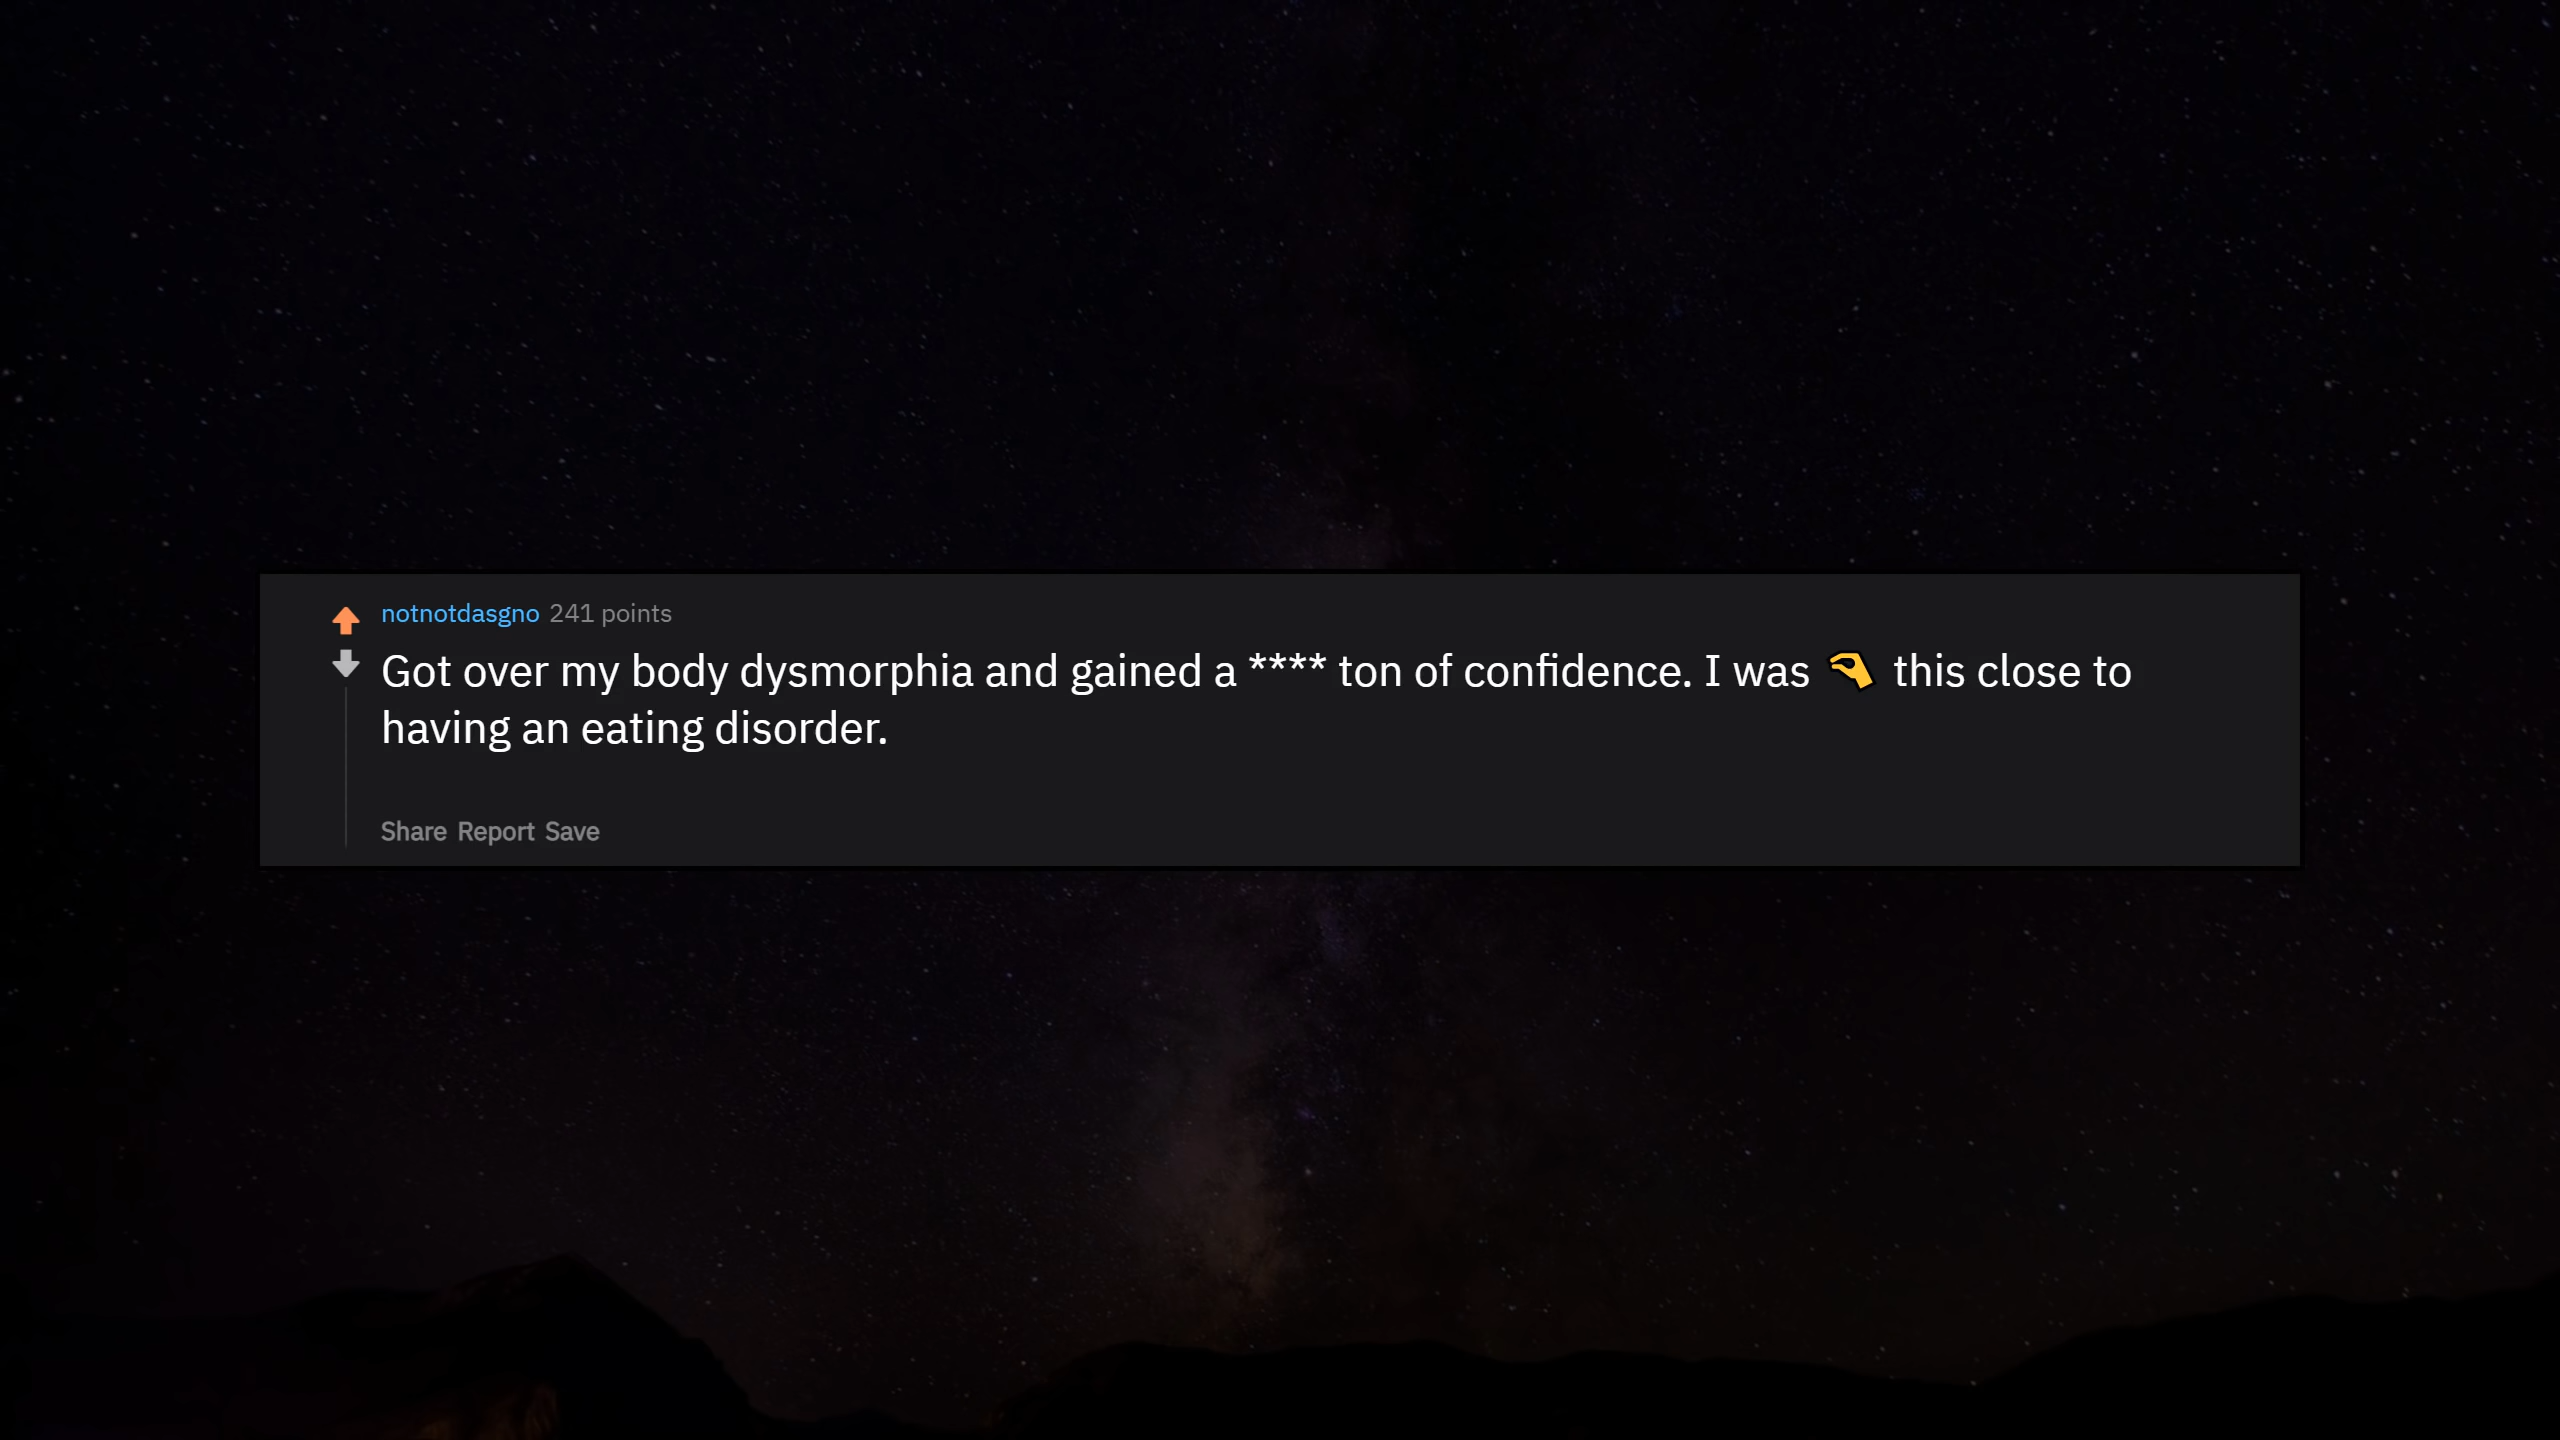 notnotdasgno 241 points
Got over my body dysmorphia and gained a **** ton of confidence. I was 🤏 this close to
having an eating disorder.
Share Report Save